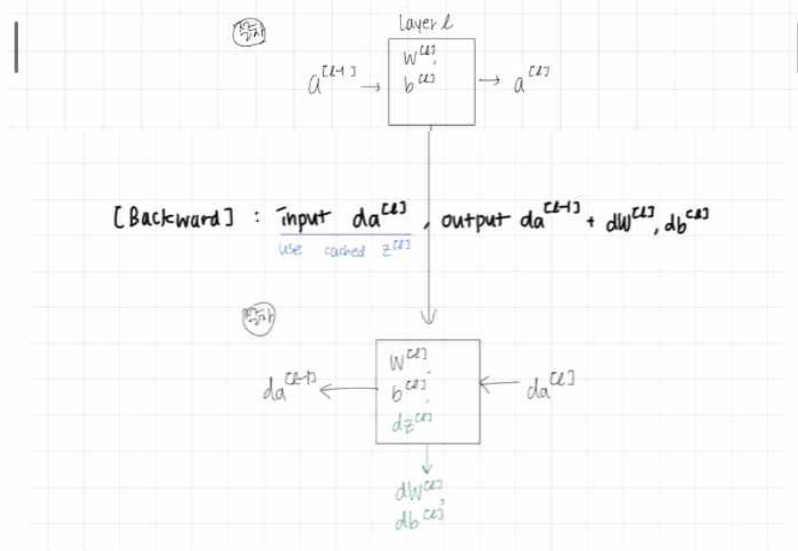 Layer l
W^[l],
a^[l-1] → b^[l] → a^[l]
[Backward] : input da^[l], output da^[l-1] + dW^[l], db^[l]
use cached z^[l]
W^[l],
da^[l-1] ← b^[l], ← da^[l]
dz^[l]
dW^[l],
db^[l]